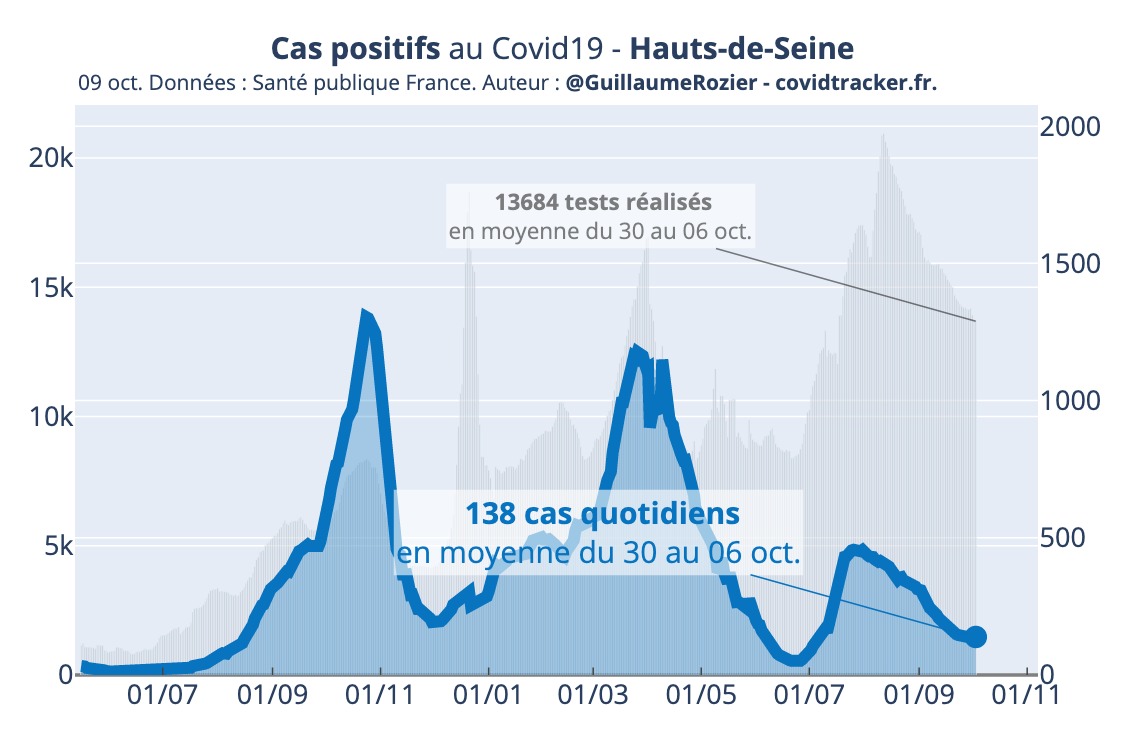 Cas positifs au Covid19 - Hauts-de-Seine
09 oct. Données : Santé publique France. Auteur : @GuillaumeRozier - covidtracker.fr.
2000
20k
13684 tests réalisés
en moyenne du 30 au 06 oct.
1500
15k
1000
10k
138 cas quotidiens
en moyenne du 30 au 06 oct.
500
5k
0
0
01/07 01/09 01/11 01/01 01/03 01/05 01/07 01/09 01/11